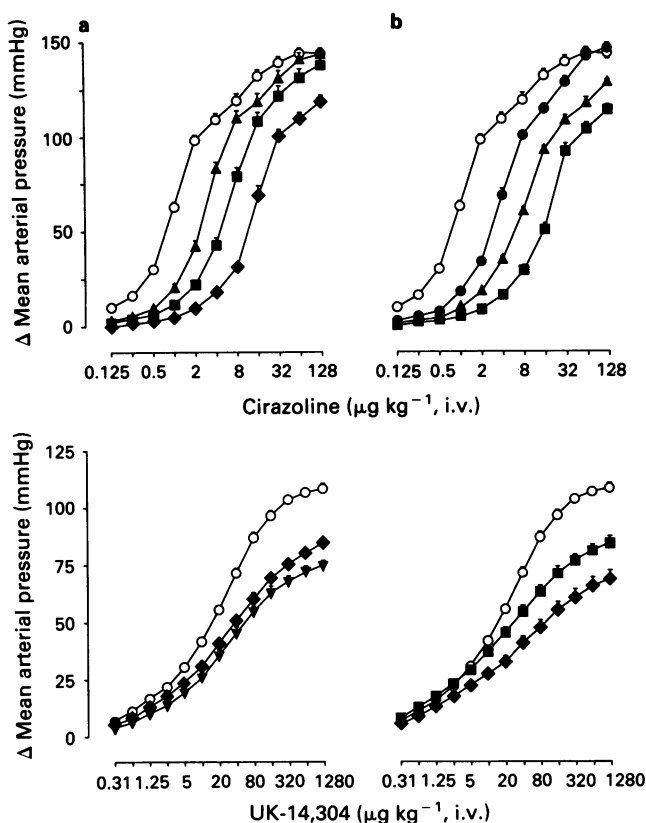 a
b
Δ Mean arterial pressure (mmHg)
150
100
50
0
0.125 0.5 2 8 32 128
0.125 0.5 2 8 32 128
Cirazoline (μg kg⁻¹, i.v.)
Δ Mean arterial pressure (mmHg)
125
100
75
50
25
0
0.31 1.25 5 20 80 320 1280
0.31 1.25 5 20 80 320 1280
UK-14,304 (μg kg⁻¹, i.v.)